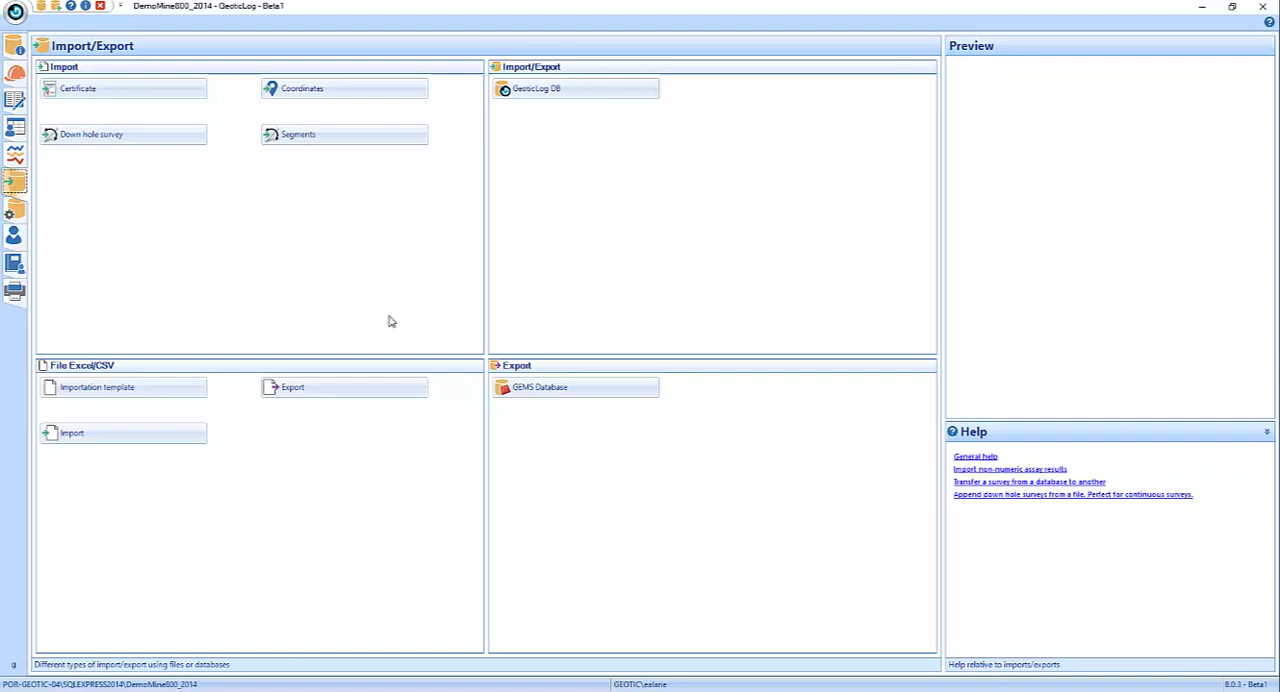 DemoMine800_2014 - GeoticLog - Beta1
Import/Export
Preview
Import
Import/Export
Certificate
Coordinates
GeoticLog DB
Down hole survey
Segments
File Excel/CSV
Export
Importation template
Export
GEMS Database
Import
Help
General help
Import non-numeric assay results
Transfer a survey from a database to another
Append down hole surveys from a file. Perfect for continuous surveys.
Different types of import/export using files or databases
Help relative to imports/exports
POR-GEOTIC-04\SQLEXPRESS2014\DemoMine800_2014
GEOTIC\ealarie
8.0.3 - Beta1